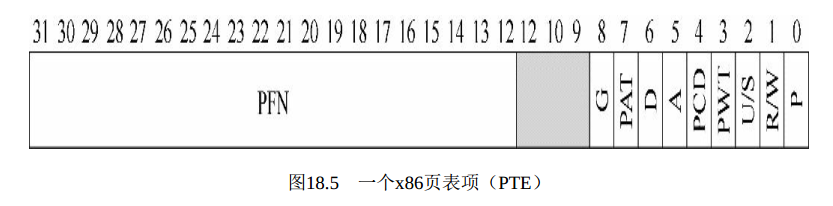 31 30 29 28 27 26 25 24 23 22 21 20 19 18 17 16 15 14 13 12 12 10 9 8 7 6 5 4 3 2 1 0
PFN G PAT D A PCD PWT U/S R/W P
图18.5 一个x86页表项（PTE）